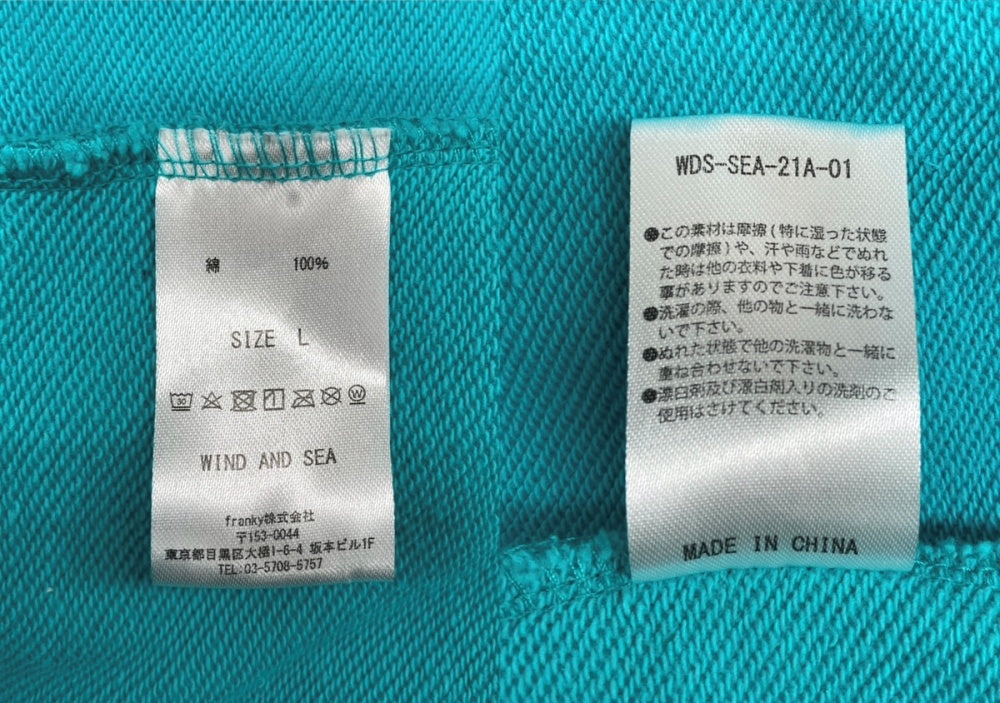 綿 100%
SIZE L
30
WIND AND SEA
franky株式会社
〒153-0044
東京都目黒区大橋1-6-4 坂本ビル1F
TEL:03-5708-5757
WDS-SEA-21A-01
●この素材は摩擦(特に湿った状態
での摩擦)や、汗や雨などでぬれ
た時は他の衣料や下着に色が移る
事がありますのでご注意下さい。
●洗濯の際、他の物と一緒に洗わな
いで下さい。
●ぬれた状態で他の洗濯物と一緒に
重ね合わせないで下さい。
●漂白剤及び漂白剤入りの洗剤のご
使用はさけてください。
MADE IN CHINA